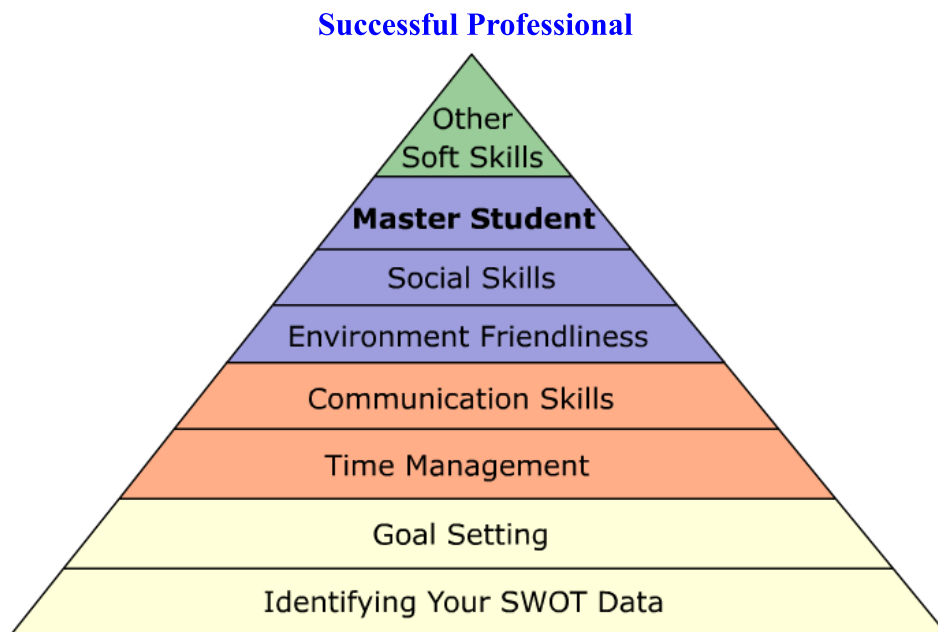 Successful Professional
Other
Soft Skills
Master Student
Social Skills
Environment Friendliness
Communication Skills
Time Management
Goal Setting
Identifying Your SWOT Data